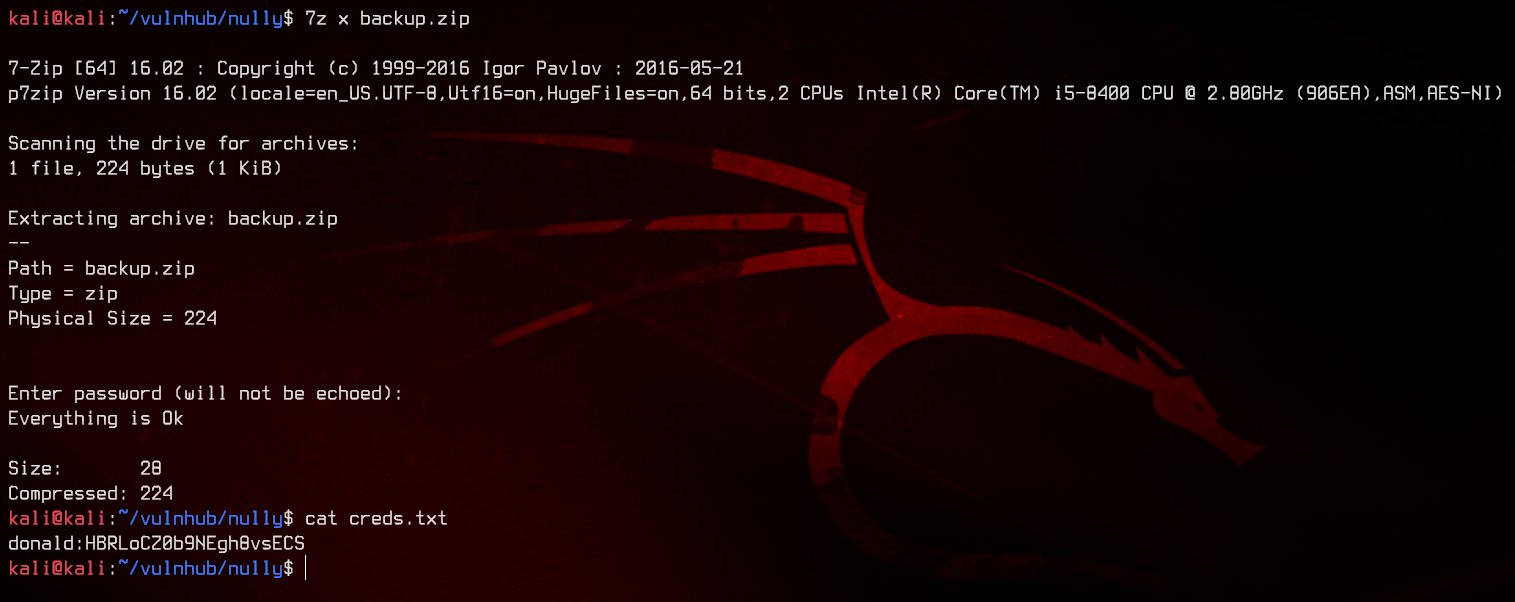 kali@kali:~/vulnhub/nully$ 7z x backup.zip
7-Zip [64] 16.02 : Copyright (c) 1999-2016 Igor Pavlov : 2016-05-21
p7zip Version 16.02 (locale=en_US.UTF-8,Utf16=on,HugeFiles=on,64 bits,2 CPUs Intel(R) Core(TM) i5-8400 CPU @ 2.80GHz (906EA),ASM,AES-NI)
Scanning the drive for archives:
1 file, 224 bytes (1 KiB)
Extracting archive: backup.zip
--
Path = backup.zip
Type = zip
Physical Size = 224
Enter password (will not be echoed):
Everything is Ok
Size:       28
Compressed: 224
kali@kali:~/vulnhub/nully$ cat creds.txt
donald:HBRLoCZ0b9NEgh8vsECS
kali@kali:~/vulnhub/nully$